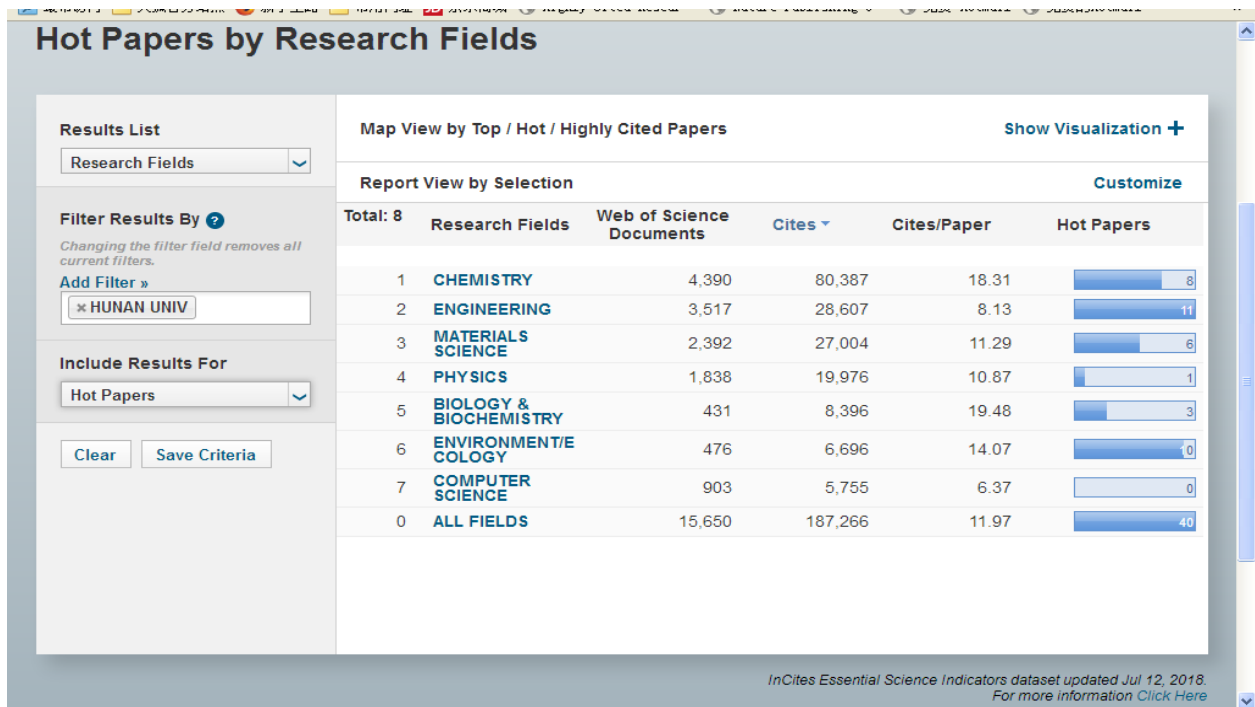 Hot Papers by Research Fields
Results List
Research Fields
Filter Results By ?
Changing the filter field removes all
current filters.
Add Filter »
× HUNAN UNIV
Include Results For
Hot Papers
Clear Save Criteria
Map View by Top / Hot / Highly Cited Papers Show Visualization +
Report View by Selection Customize
Total: 8 Research Fields Web of Science Documents Cites Cites/Paper Hot Papers
1 CHEMISTRY 4,390 80,387 18.31 8
2 ENGINEERING 3,517 28,607 8.13 11
3 MATERIALS SCIENCE 2,392 27,004 11.29 6
4 PHYSICS 1,838 19,976 10.87 1
5 BIOLOGY & BIOCHEMISTRY 431 8,396 19.48 3
6 ENVIRONMENT/E COLOGY 476 6,696 14.07
7 COMPUTER SCIENCE 903 5,755 6.37 0
0 ALL FIELDS 15,650 187,266 11.97 40
InCites Essential Science Indicators dataset updated Jul 12, 2018.
For more information Click Here